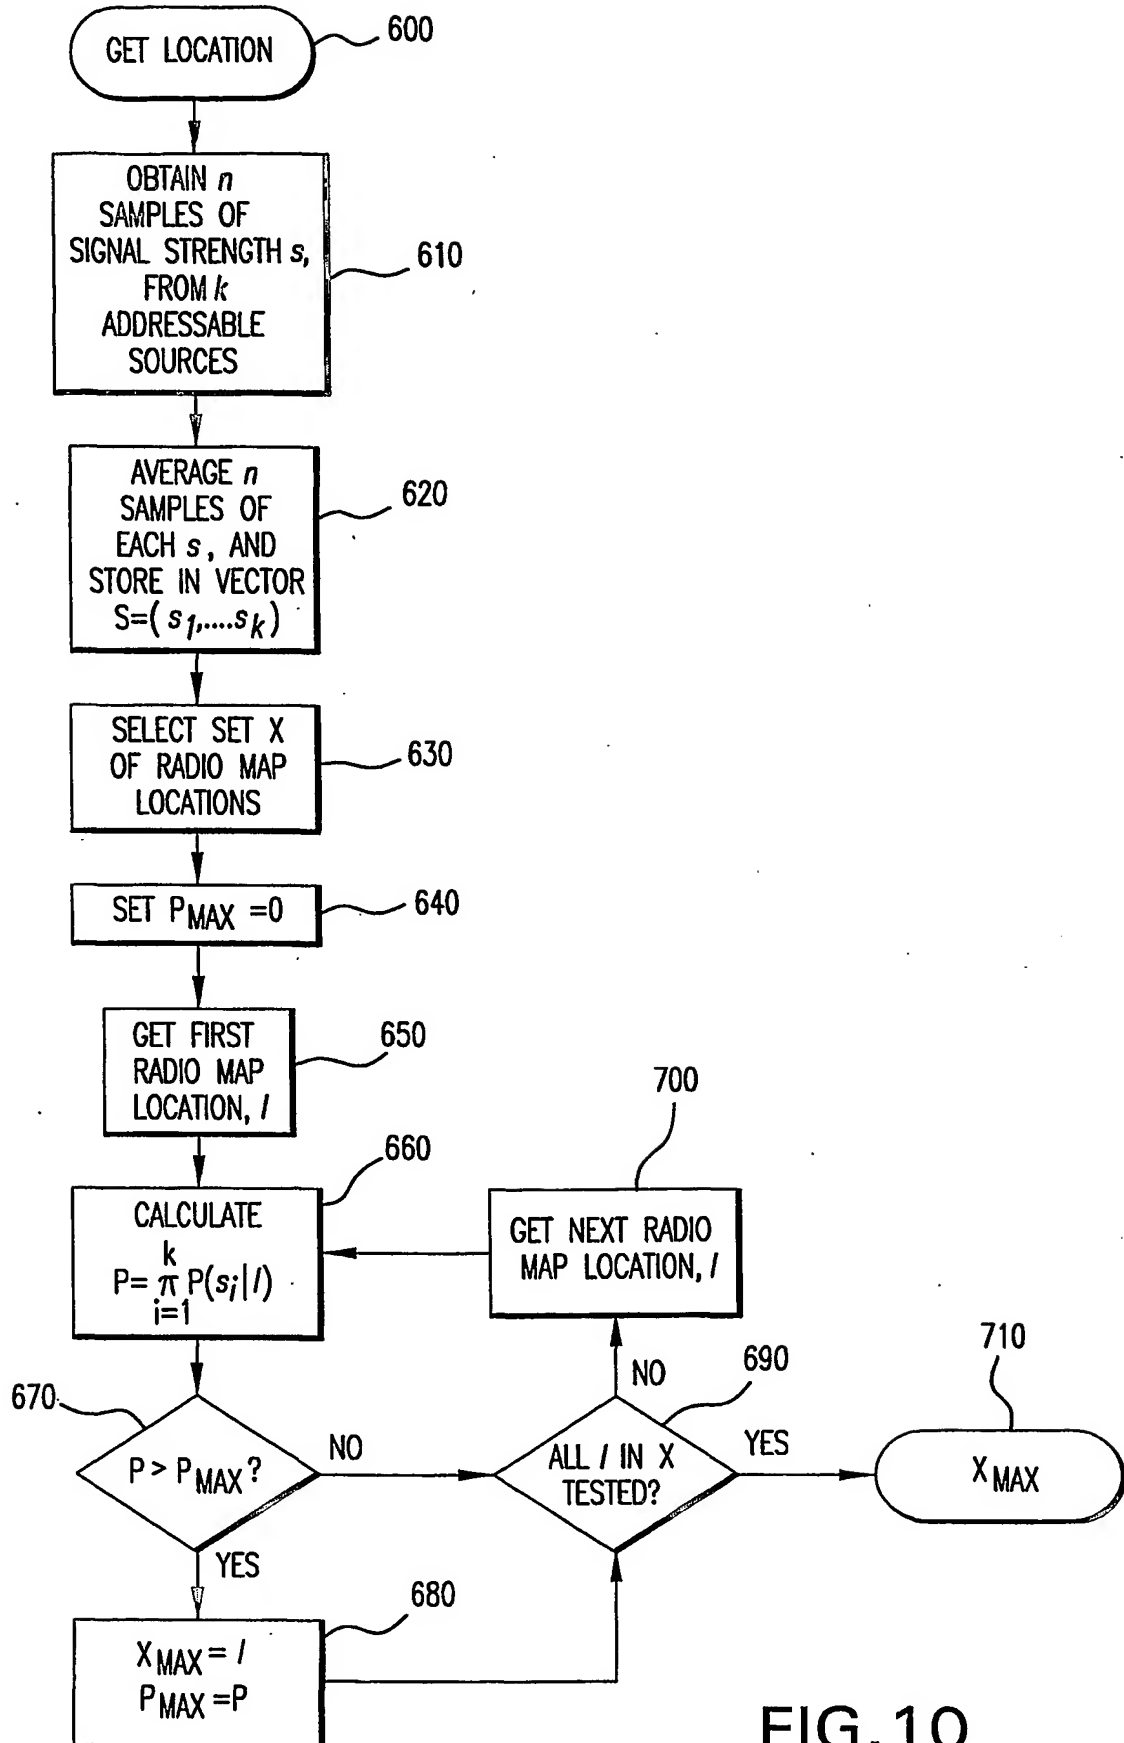 GET LOCATION
600
OBTAIN n
SAMPLES OF
SIGNAL STRENGTH s,
FROM k
ADDRESSABLE
SOURCES
610
AVERAGE n
SAMPLES OF
EACH s, AND
STORE IN VECTOR
S=(s1,....sk)
620
SELECT SET X
OF RADIO MAP
LOCATIONS
630
SET PMAX =0
640
GET FIRST
RADIO MAP
LOCATION, l
650
CALCULATE
k
P= π P(si|l)
i=1
660
GET NEXT RADIO
MAP LOCATION, l
700
P > PMAX?
670
NO
YES
ALL l IN X
TESTED?
690
NO
YES
XMAX
710
XMAX = l
PMAX =P
680
FIG.10